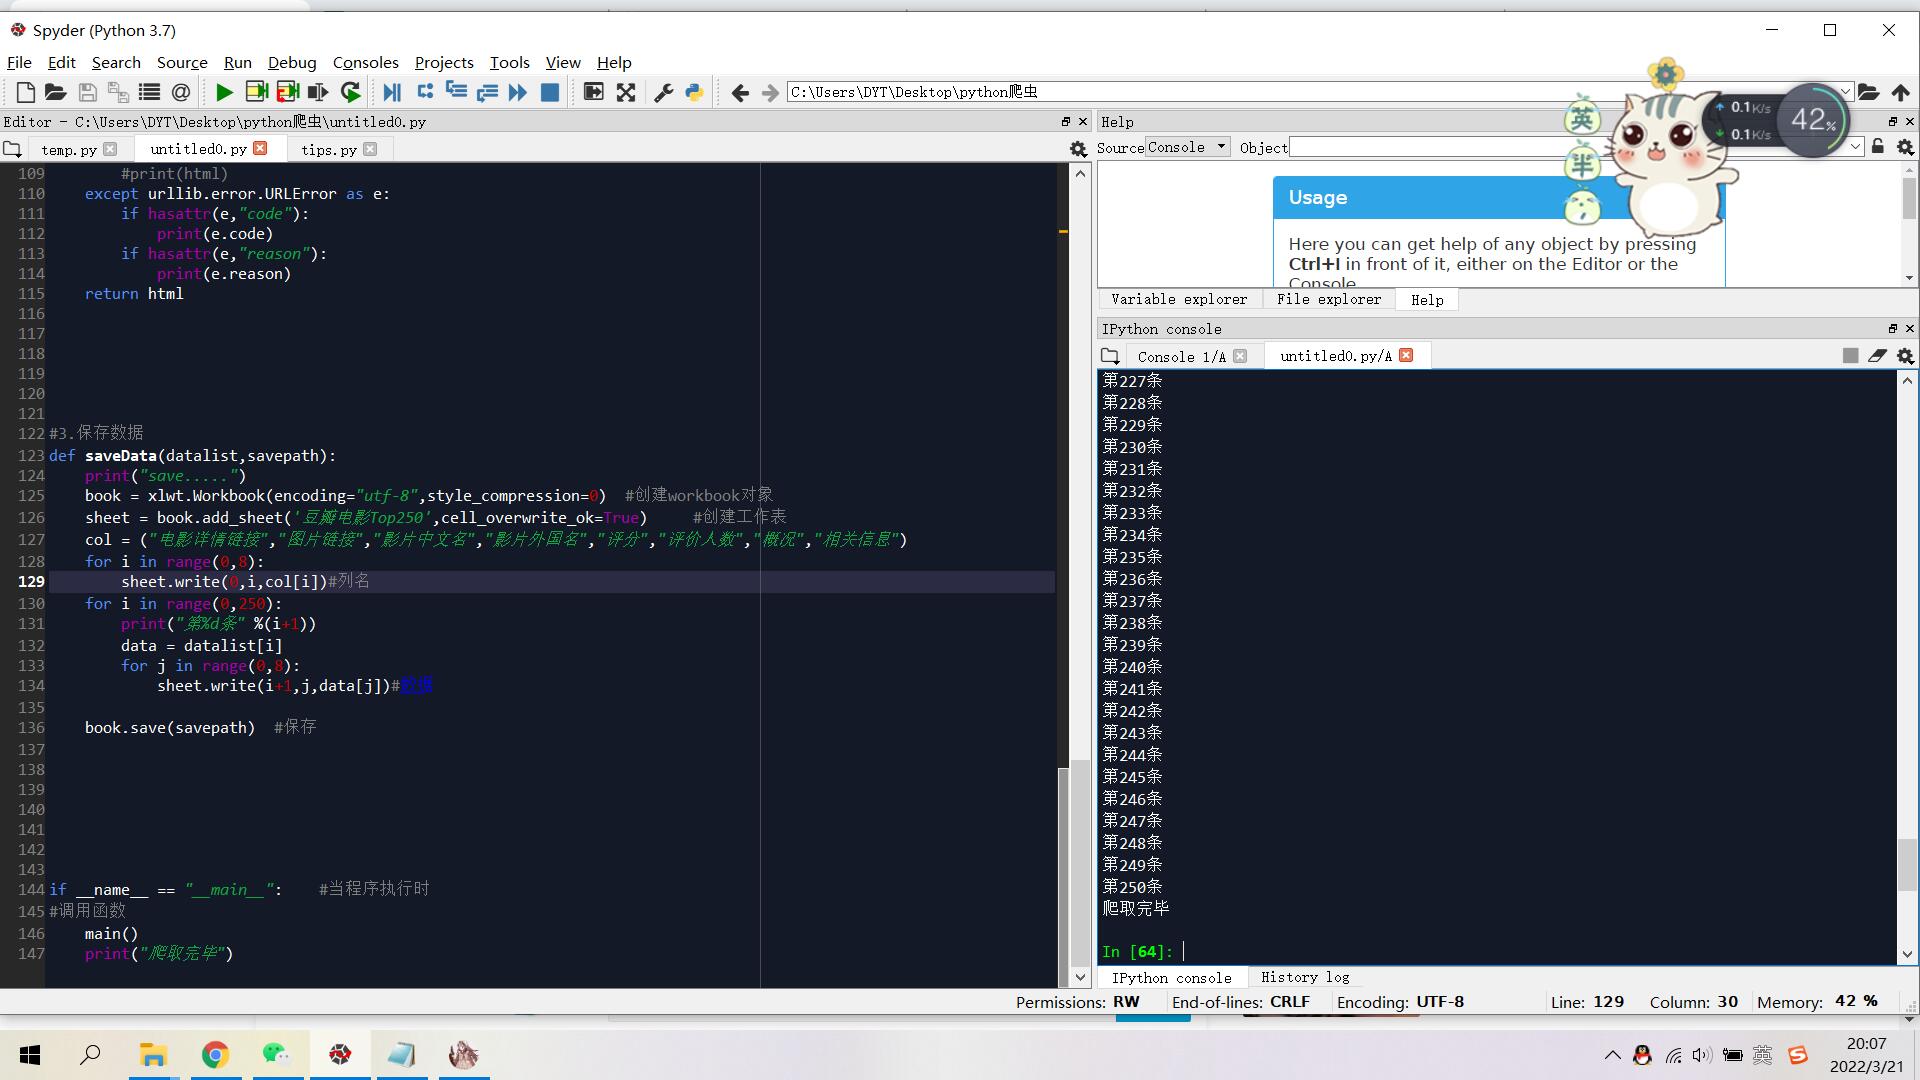 Spyder (Python 3.7)
File Edit Search Source Run Debug Consoles Projects Tools View Help
C:\Users\DYT\Desktop\python爬虫
Editor - C:\Users\DYT\Desktop\python爬虫\untitled0.py
temp.py untitled0.py tips.py
109 #print(html)
110 except urllib.error.URLError as e:
111 if hasattr(e,"code"):
112 print(e.code)
113 if hasattr(e,"reason"):
114 print(e.reason)
115 return html
116
117
118
119
120
121
122 #3.保存数据
123 def saveData(datalist,savepath):
124 print("save.....")
125 book = xlwt.Workbook(encoding="utf-8",style_compression=0) #创建workbook对象
126 sheet = book.add_sheet('豆瓣电影Top250',cell_overwrite_ok=True) #创建工作表
127 col = ("电影详情链接","图片链接","影片中文名","影片外国名","评分","评价人数","概况","相关信息")
128 for i in range(0,8):
129 sheet.write(0,i,col[i])#列名
130 for i in range(0,250):
131 print("第%d条" %(i+1))
132 data = datalist[i]
133 for j in range(0,8):
134 sheet.write(i+1,j,data[j])#数据
135
136 book.save(savepath) #保存
137
138
139
140
141
142
143
144 if __name__ == "__main__": #当程序执行时
145 #调用函数
146 main()
147 print("爬取完毕")
Help
Source Console Object
Usage
Here you can get help of any object by pressing
Ctrl+I in front of it, either on the Editor or the
Console.
Variable explorer File explorer Help
英
半
0.1K/s
0.1K/s
42%
IPython console
Console 1/A untitled0.py/A
第227条
第228条
第229条
第230条
第231条
第232条
第233条
第234条
第235条
第236条
第237条
第238条
第239条
第240条
第241条
第242条
第243条
第244条
第245条
第246条
第247条
第248条
第249条
第250条
爬取完毕
In [64]:
IPython console History log
Permissions: RW End-of-lines: CRLF Encoding: UTF-8 Line: 129 Column: 30 Memory: 42 %
英
20:07
2022/3/21